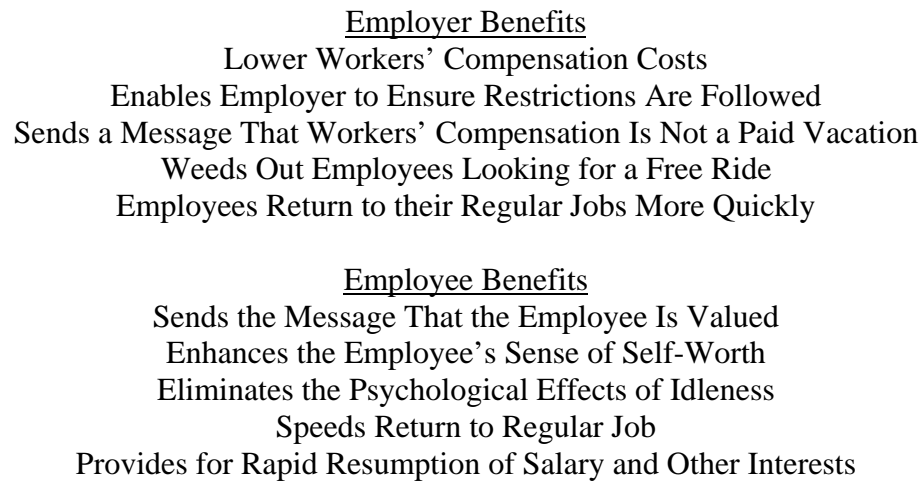 Employer Benefits
Lower Workers’ Compensation Costs
Enables Employer to Ensure Restrictions Are Followed
Sends a Message That Workers’ Compensation Is Not a Paid Vacation
Weeds Out Employees Looking for a Free Ride
Employees Return to their Regular Jobs More Quickly
Employee Benefits
Sends the Message That the Employee Is Valued
Enhances the Employee’s Sense of Self-Worth
Eliminates the Psychological Effects of Idleness
Speeds Return to Regular Job
Provides for Rapid Resumption of Salary and Other Interests